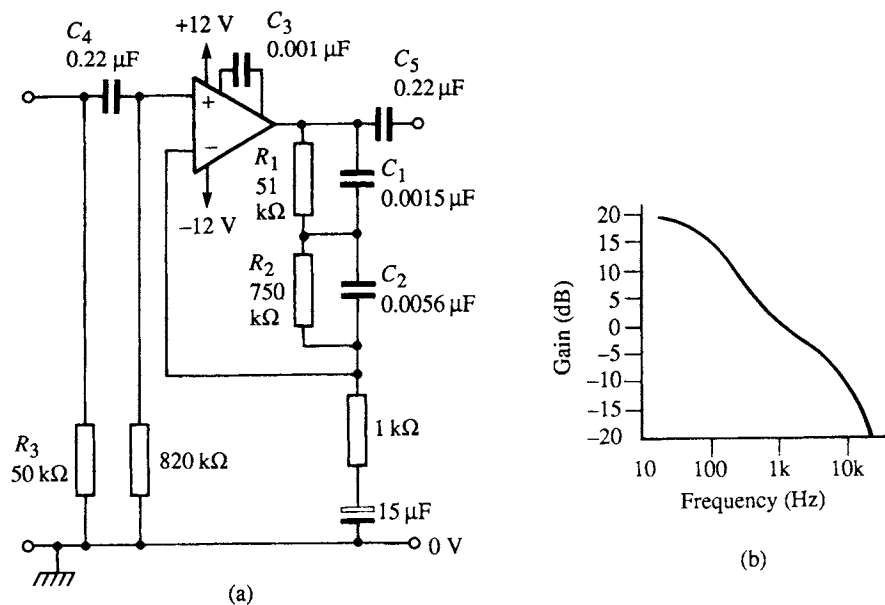 C4
0.22 µF
+12 V
C3
0.001 µF
C5
0.22 µF
+
−
−12 V
R1
51
kΩ
C1
0.0015 µF
R2
750
kΩ
C2
0.0056 µF
R3
50 kΩ
820 kΩ
1 kΩ
15 µF
0 V
(a)
Gain (dB)
20
15
10
5
0
−5
−10
−15
−20
10
100
1k
10k
Frequency (Hz)
(b)